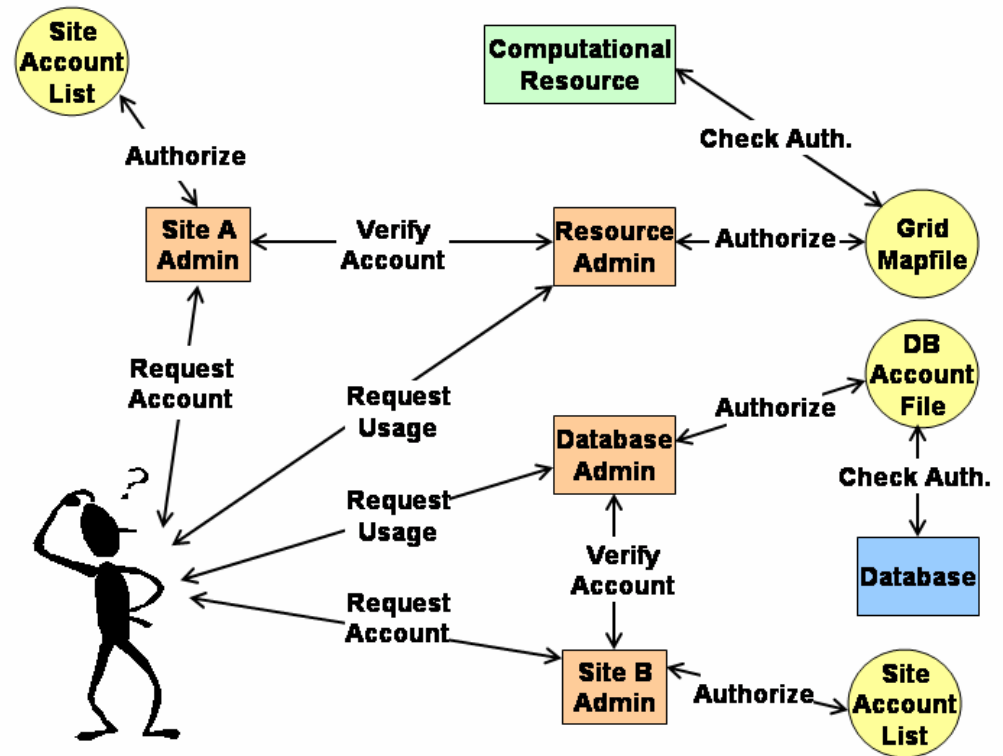 Site
Account
List
Computational
Resource
Check Auth.
Authorize
Site A
Admin
Verify
Account
Resource
Admin
Authorize
Grid
Mapfile
Request
Account
Request
Usage
DB
Account
File
Authorize
Database
Admin
Check Auth.
?
Request
Usage
Verify
Account
Database
Request
Account
Site B
Admin
Authorize
Site
Account
List